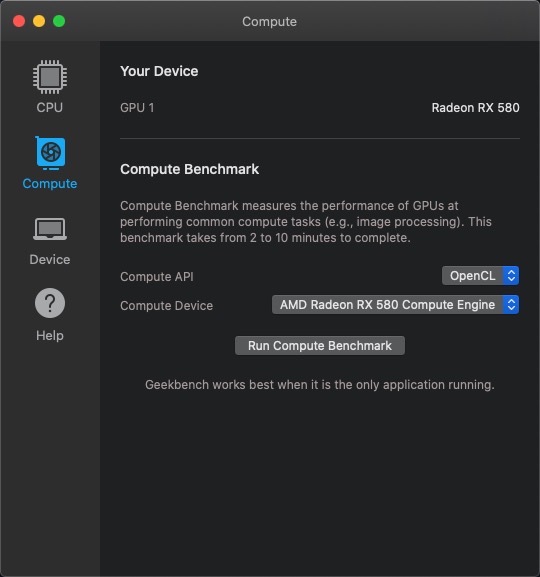 Compute
CPU
Compute
Device
Help
Your Device
GPU 1 Radeon RX 580
Compute Benchmark
Compute Benchmark measures the performance of GPUs at
performing common compute tasks (e.g., image processing). This
benchmark takes from 2 to 10 minutes to complete.
Compute API OpenCL
Compute Device AMD Radeon RX 580 Compute Engine
Run Compute Benchmark
Geekbench works best when it is the only application running.